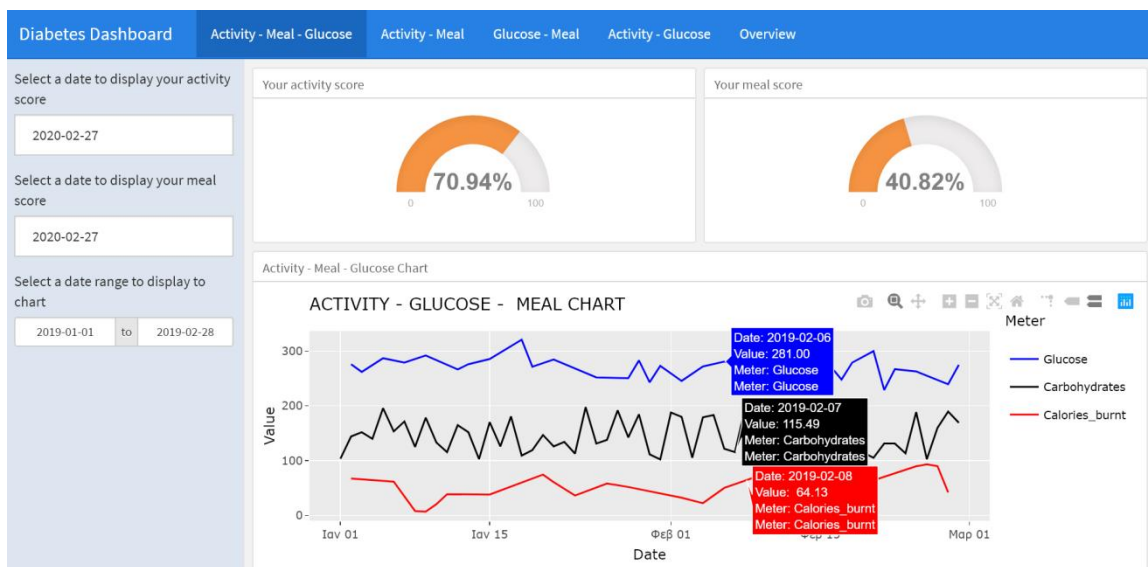 Diabetes Dashboard
Activity - Meal - Glucose
Activity - Meal
Glucose - Meal
Activity - Glucose
Overview
Select a date to display your activity
score
2020-02-27
Select a date to display your meal
score
2020-02-27
Select a date range to display to
chart
2019-01-01 to 2019-02-28
Your activity score
70.94%
0 100
Your meal score
40.82%
0 100
Activity - Meal - Glucose Chart
ACTIVITY - GLUCOSE - MEAL CHART
Meter
Glucose
Carbohydrates
Calories_burnt
Value
300
200
100
0
Date: 2019-02-06
Value: 281.00
Meter: Glucose
Meter: Glucose
Date: 2019-02-07
Value: 115.49
Meter: Carbohydrates
Meter: Carbohydrates
Date: 2019-02-08
Value: 64.13
Meter: Calories_burnt
Meter: Calories_burnt
Ιαν 01
Ιαν 15
Φεβ 01
Μαρ 01
Date